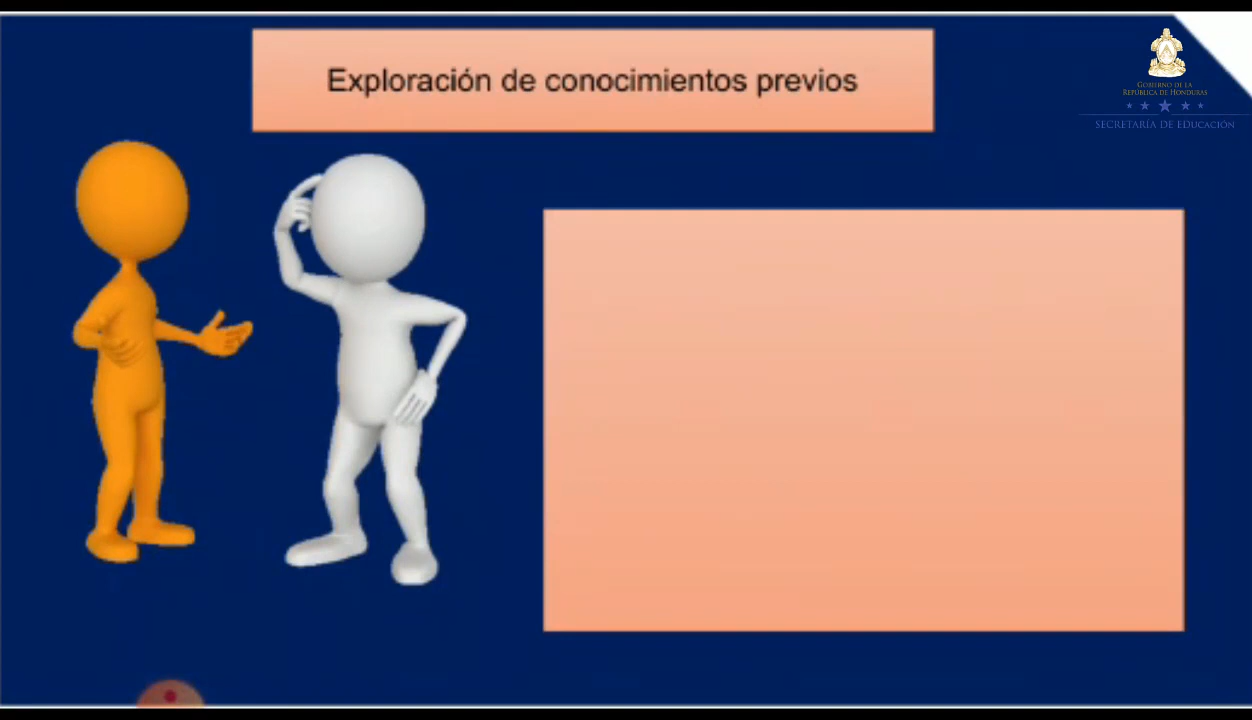 Exploración de conocimientos previos
GOBIERNO DE LA
REPÚBLICA DE HONDURAS
SECRETARÍA DE EDUCACIÓN